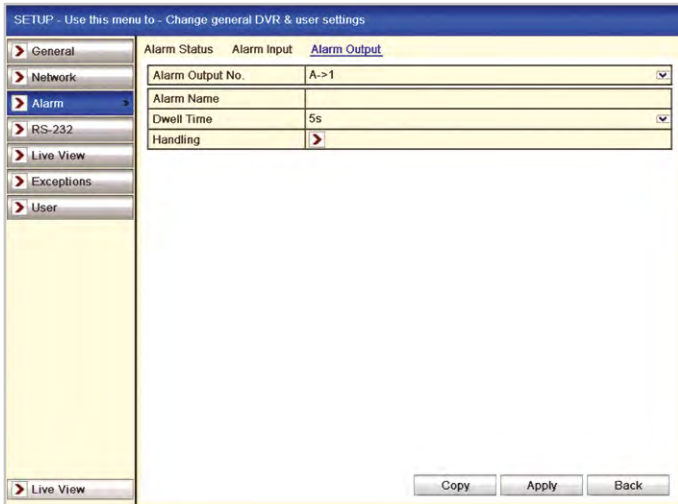 SETUP - Use this menu to - Change general DVR & user settings
General
Network
Alarm
RS-232
Live View
Exceptions
User
Live View
Alarm Status Alarm Input Alarm Output
Alarm Output No. A->1
Alarm Name
Dwell Time 5s
Handling
Copy Apply Back